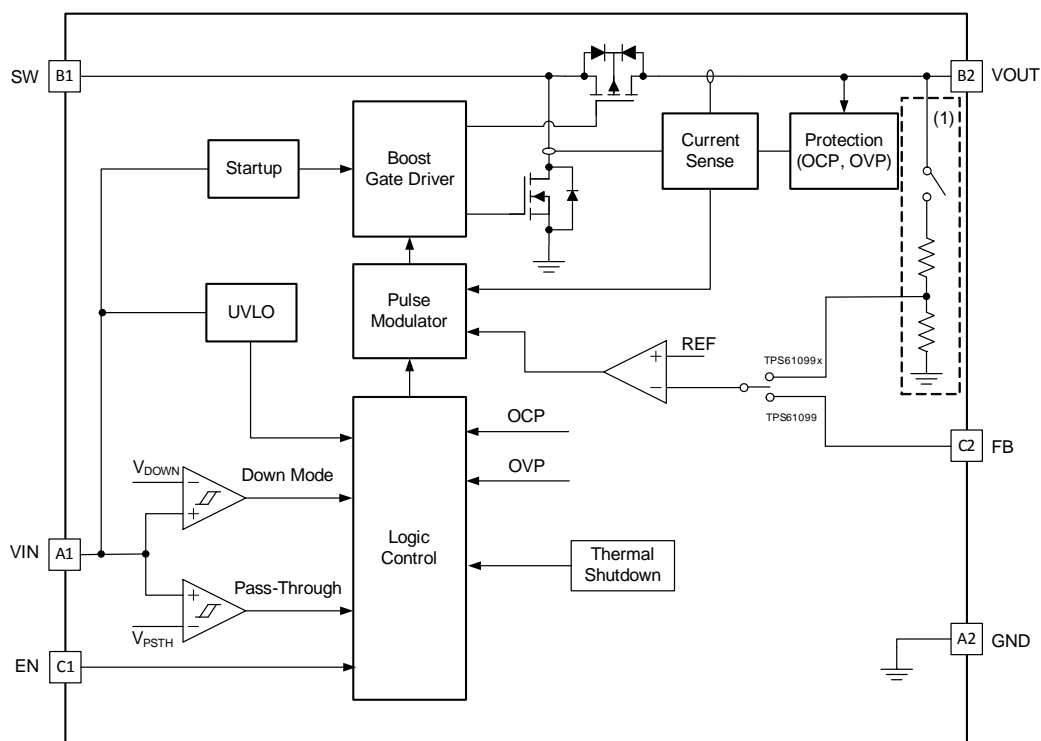 SW
B1
B2
VOUT
(1)
Startup
Boost
Gate Driver
Current
Sense
Protection
(OCP, OVP)
UVLO
Pulse
Modulator
REF
+
−
TPS61099x
TPS61099
C2
FB
OCP
OVP
VDOWN
−
+
Down Mode
VIN
A1
Logic
Control
Thermal
Shutdown
Pass-Through
+
−
VPSTH
EN
C1
A2
GND